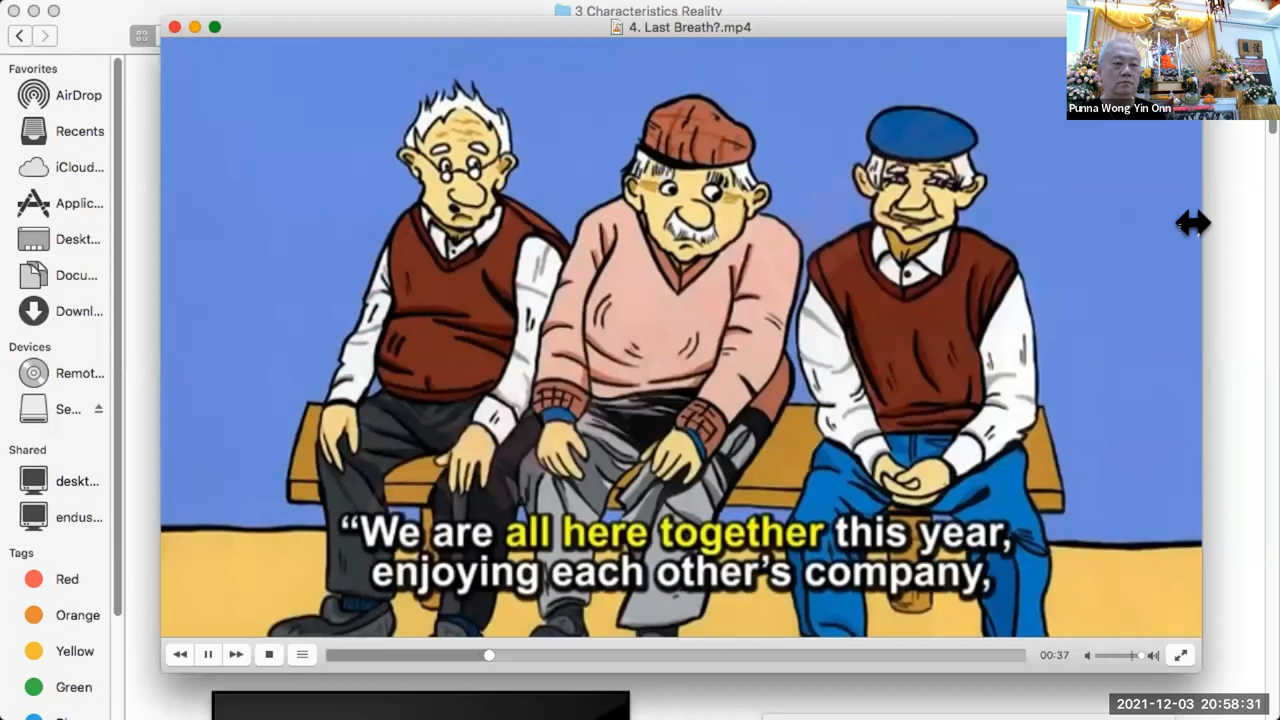 3 Characteristics Reality
4. Last Breath?.mp4
Punna Wong Yin Onn
Favorites
AirDrop
Recents
iCloud...
Applic...
Deskt...
Docu...
Downl...
Devices
Remot...
Se...
Shared
deskt...
endus...
Tags
Red
Orange
Yellow
Green
“We are all here together this year,
enjoying each other’s company,
00:37
2021-12-03 20:58:31